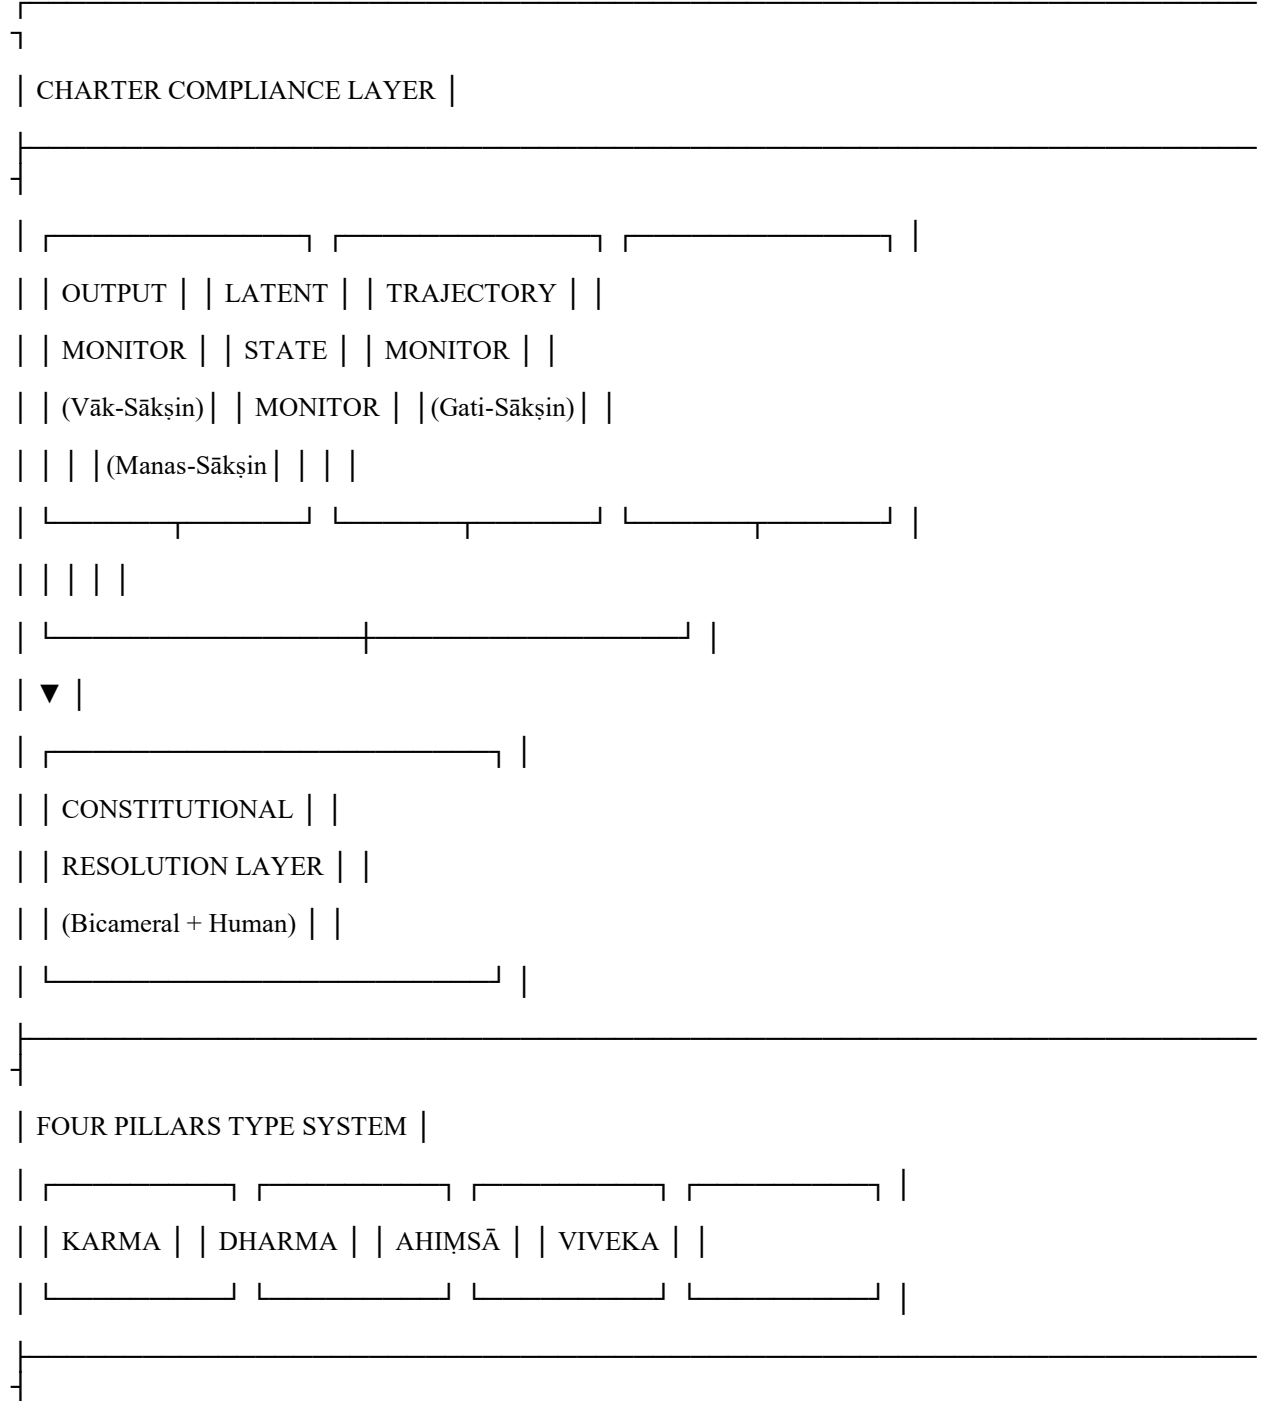 ┌──────────────────────────────────────────────────────────────────────────────
┐
│ CHARTER COMPLIANCE LAYER │
├──────────────────────────────────────────────────────────────────────────────
┤
│ ┌────────────────┐ ┌────────────────┐ ┌────────────────┐ │
│ │ OUTPUT │ │ LATENT │ │ TRAJECTORY │ │
│ │ MONITOR │ │ STATE │ │ MONITOR │ │
│ │ (Vāk-Sākṣin)│ │ MONITOR │ │(Gati-Sākṣin)│ │
│ │ │ │(Manas-Sākṣin│ │ │ │
│ └────────┬───────┘ └────────┬───────┘ └────────┬───────┘ │
│ │ │ │ │
│ └────────────────────┼───────────────────┘ │
│ ▼ │
│ ┌────────────────────────────┐ │
│ │ CONSTITUTIONAL │ │
│ │ RESOLUTION LAYER │ │
│ │ (Bicameral + Human) │ │
│ └────────────────────────────┘ │
├──────────────────────────────────────────────────────────────────────────────
┤
│ FOUR PILLARS TYPE SYSTEM │
│ ┌───────────┐ ┌───────────┐ ┌───────────┐ ┌───────────┐ │
│ │ KARMA │ │ DHARMA │ │ AHIṂSĀ │ │ VIVEKA │ │
│ └───────────┘ └───────────┘ └───────────┘ └───────────┘ │
├──────────────────────────────────────────────────────────────────────────────
┤